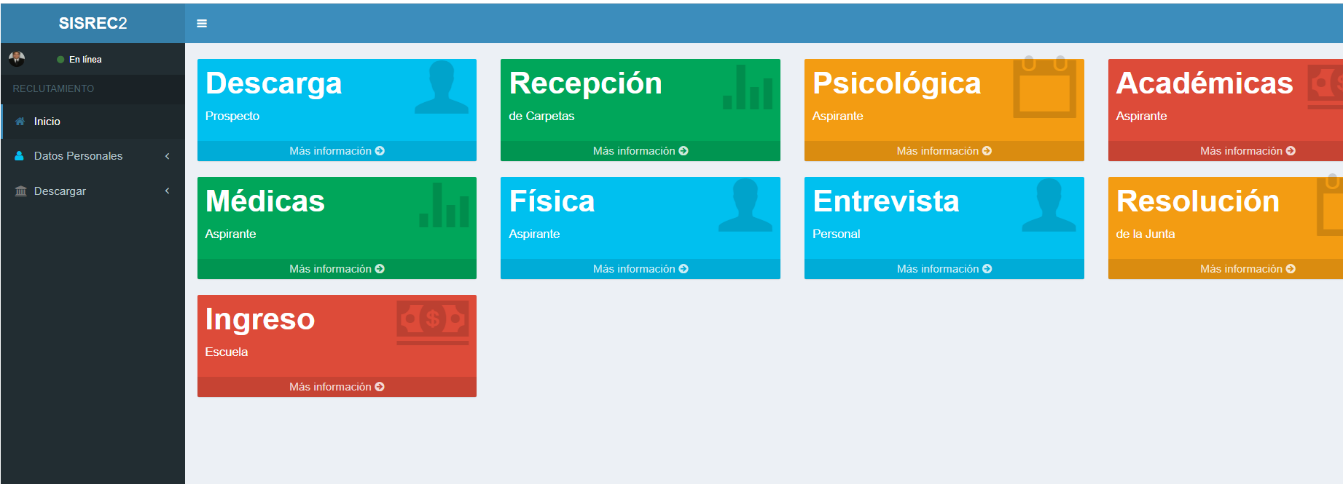 SISREC2
En línea
RECLUTAMIENTO
Inicio
Datos Personales
Descargar
Descarga
Prospecto
Más información
Recepción
de Carpetas
Más información
Psicológica
Aspirante
Más información
Académicas
Aspirante
Más información
Médicas
Aspirante
Más información
Física
Aspirante
Más información
Entrevista
Personal
Más información
Resolución
de la Junta
Más información
Ingreso
Escuela
Más información